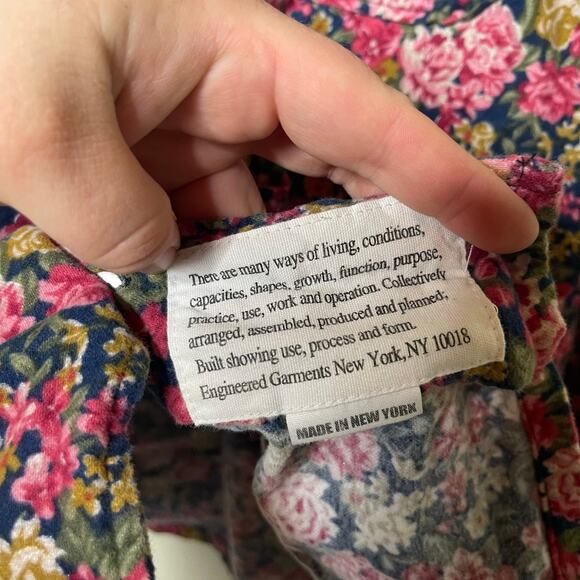 There are many ways of living, conditions,
capacities, shapes, growth, function, purpose,
practice, use, work and operation. Collectively
arranged, assembled, produced and planned;
Built showing use, process and form.
Engineered Garments New York, NY 10018
MADE IN NEW YORK